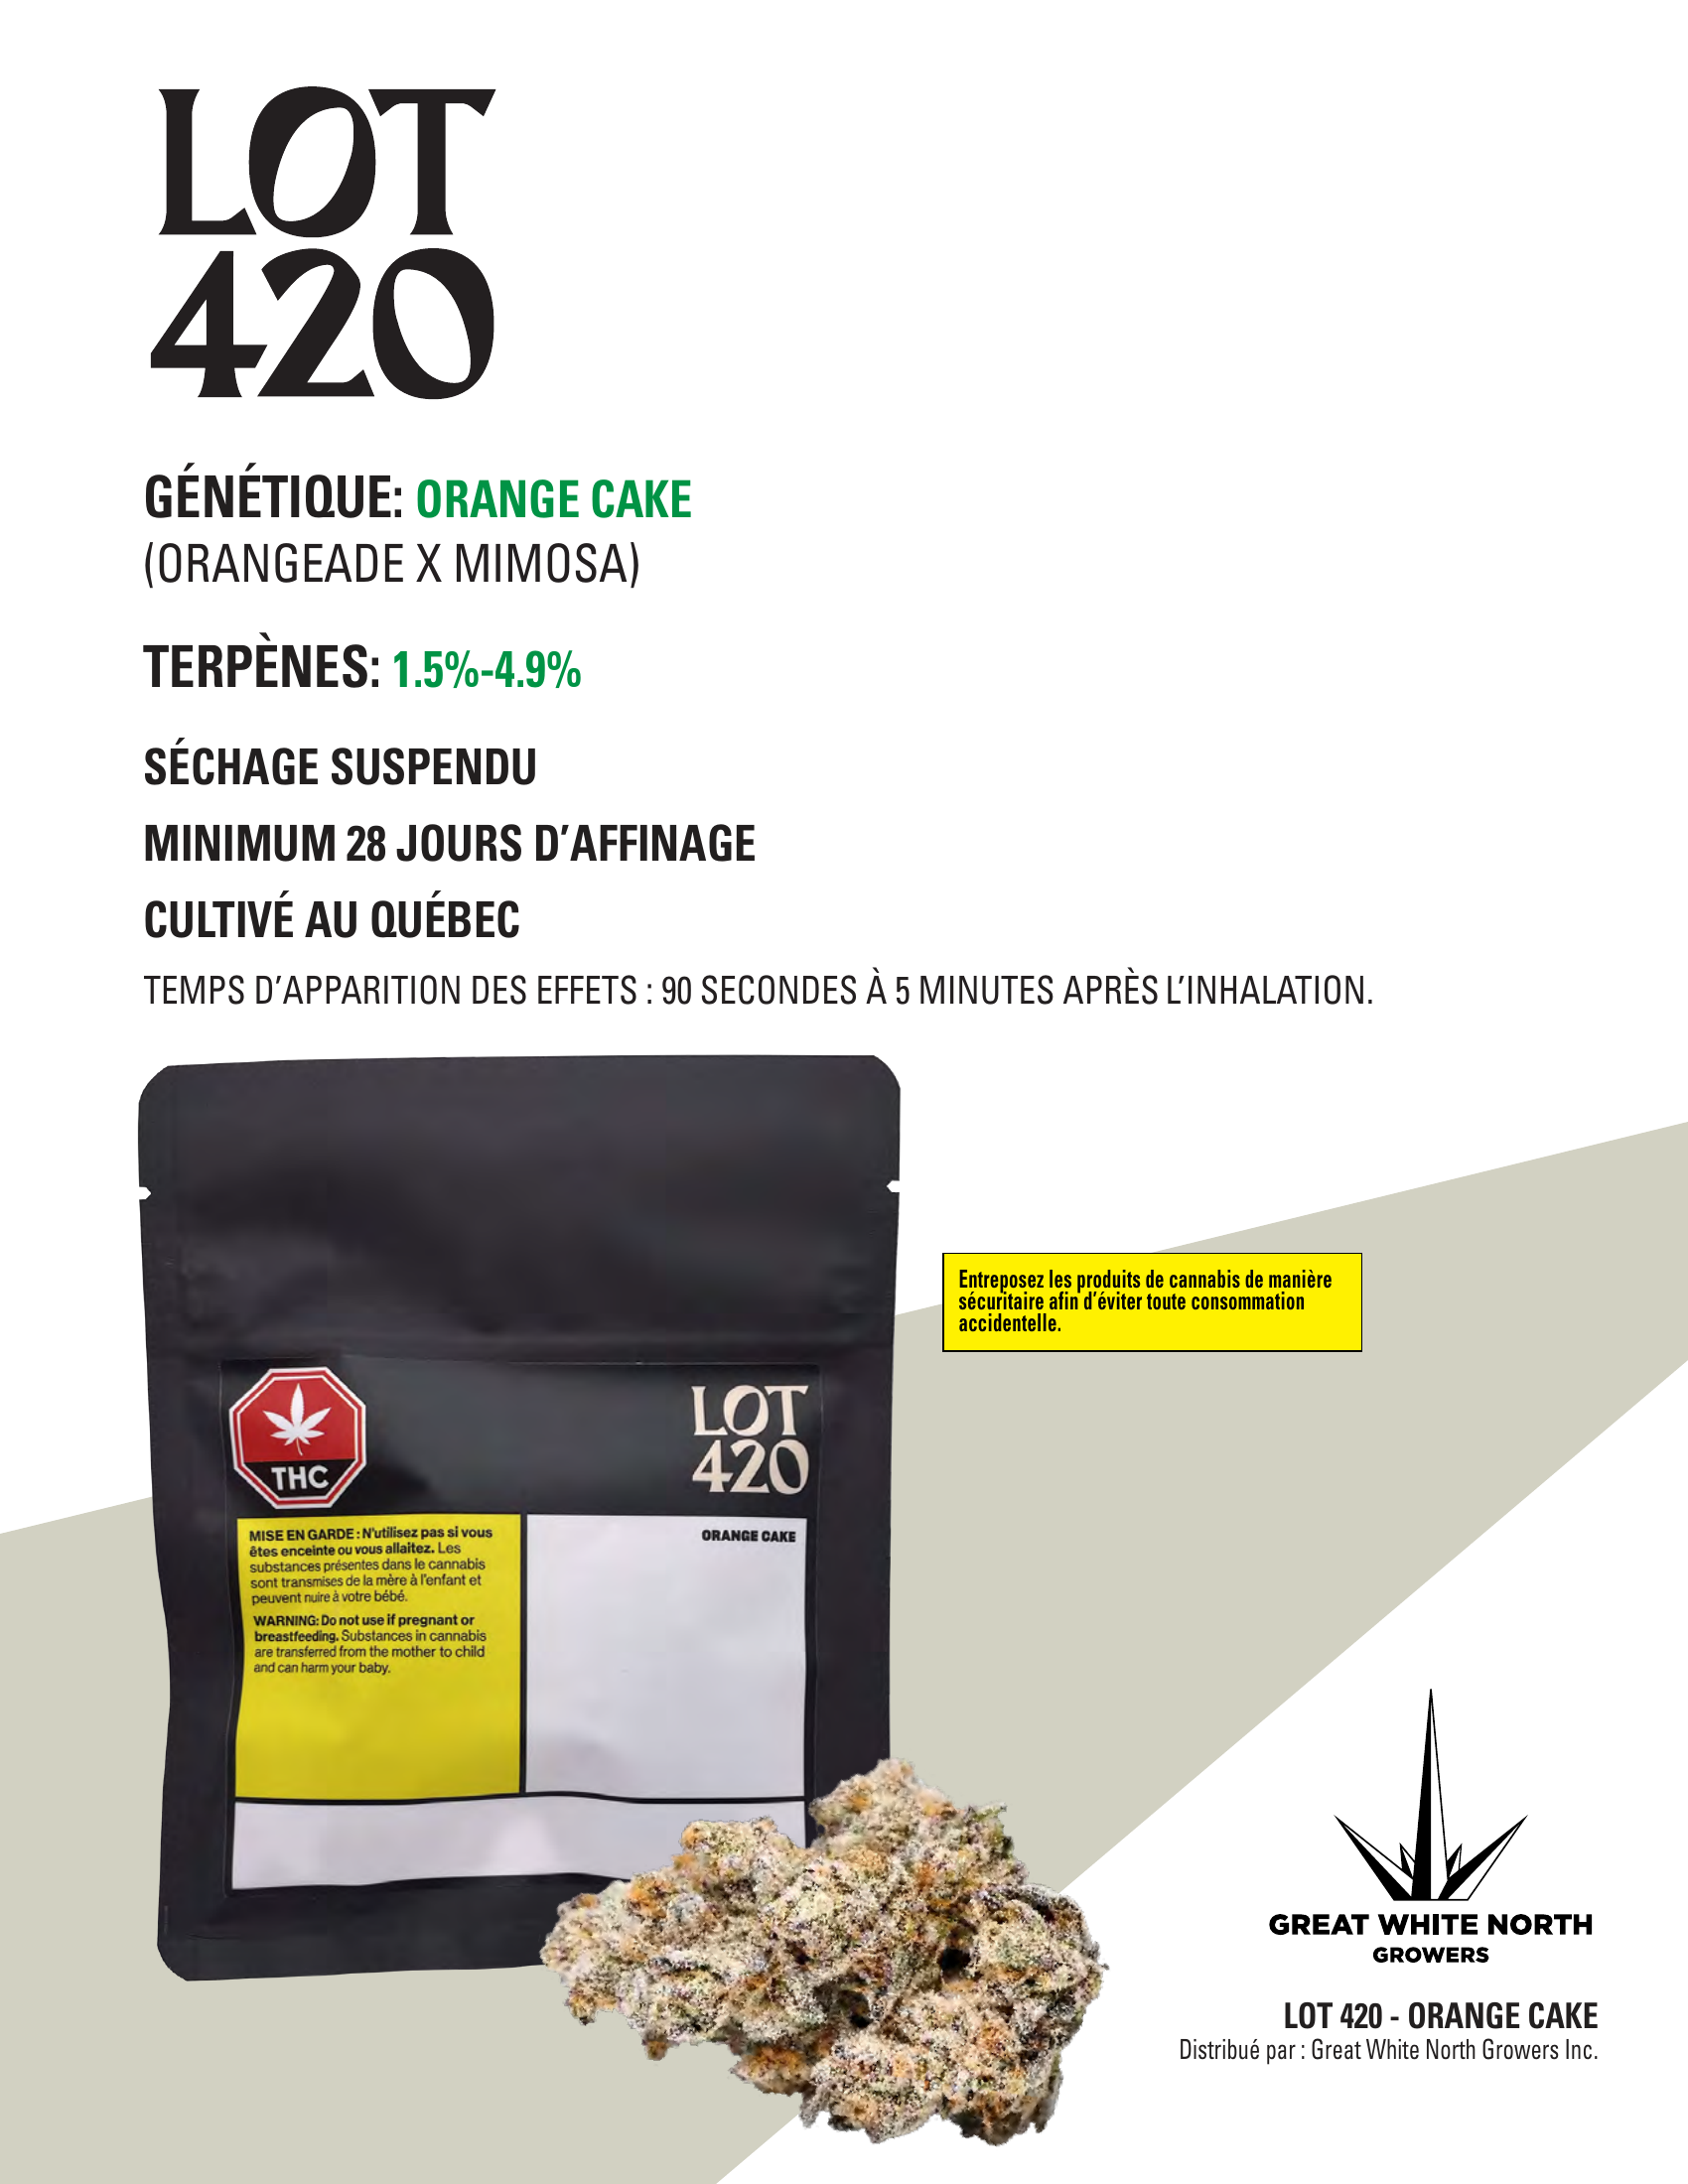 LOT
420
GÉNÉTIQUE: ORANGE CAKE
(ORANGEADE X MIMOSA)
TERPÈNES: 1.5%-4.9%
SÉCHAGE SUSPENDU
MINIMUM 28 JOURS D'AFFINAGE
CULTIVÉ AU QUÉBEC
TEMPS D'APPARITION DES EFFETS : 90 SECONDES À 5 MINUTES APRÈS L'INHALATION.
Entreposez les produits de cannabis de manière
sécuritaire afin d'éviter toute consommation
accidentelle.
THC
LOT
420
MISE EN GARDE : N'utilisez pas si vous
êtes enceinte ou vous allaitez. Les
substances présentes dans le cannabis
sont transmises de la mère à l'enfant et
peuvent nuire à votre bébé.
WARNING: Do not use if pregnant or
breastfeeding. Substances in cannabis
are transferred from the mother to child
and can harm your baby.
ORANGE CAKE
GREAT WHITE NORTH
GROWERS
LOT 420 - ORANGE CAKE
Distribué par : Great White North Growers Inc.